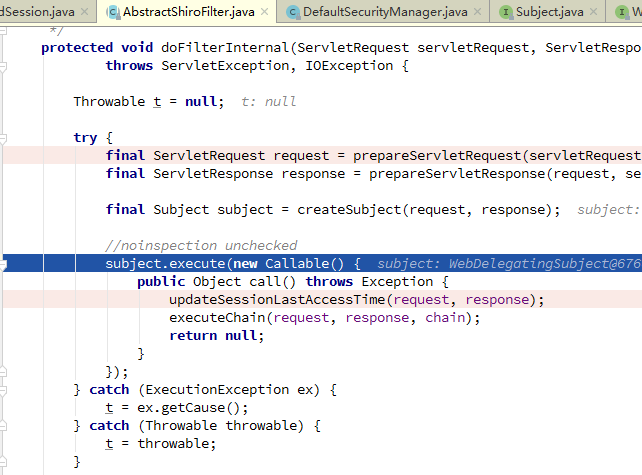 dSession.java × AbstractShiroFilter.java × DefaultSecurityManager.java × Subject.java × W
*/
protected void doFilterInternal(ServletRequest servletRequest, ServletRespon
throws ServletException, IOException {
Throwable t = null; t: null
try {
final ServletRequest request = prepareServletRequest(servletRequest
final ServletResponse response = prepareServletResponse(request, se
final Subject subject = createSubject(request, response); subject:
//noinspection unchecked
subject.execute(new Callable() { subject: WebDelegatingSubject@676
public Object call() throws Exception {
updateSessionLastAccessTime(request, response);
executeChain(request, response, chain);
return null;
}
});
} catch (ExecutionException ex) {
t = ex.getCause();
} catch (Throwable throwable) {
t = throwable;
}